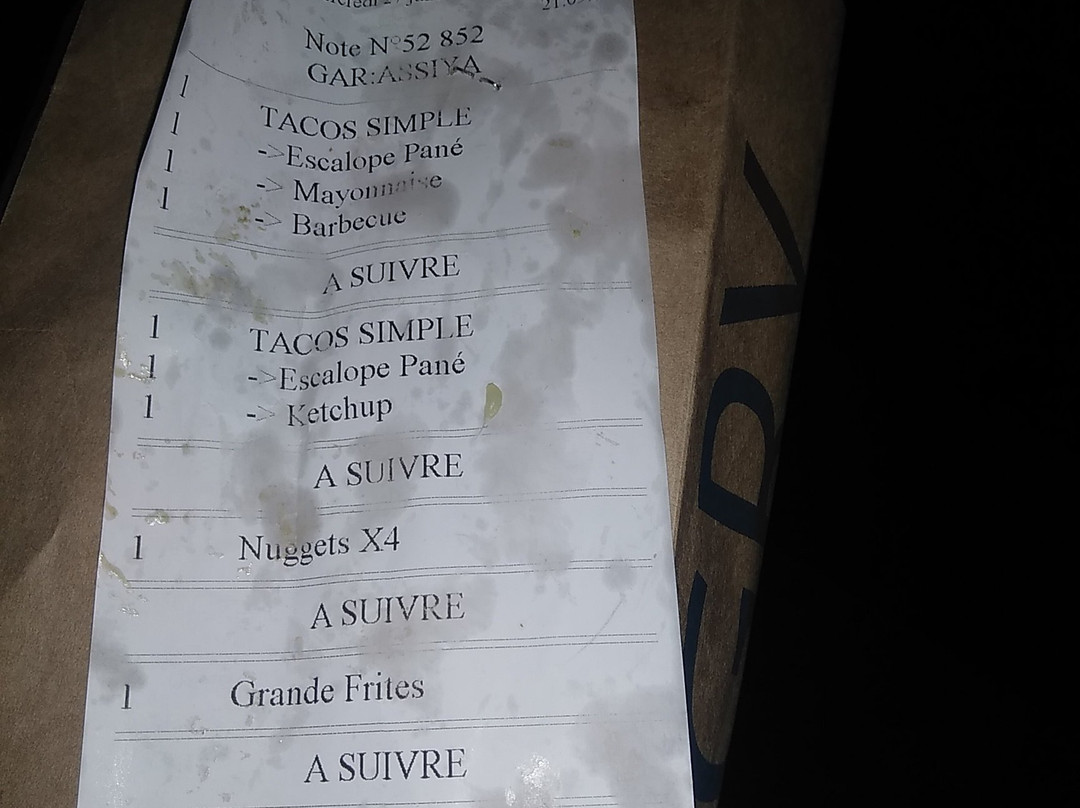 Note N°52 852
GAR:ASSIYA
1
1 TACOS SIMPLE
1 ->Escalope Pané
1 -> Mayonnaise
-> Barbecue
A SUIVRE
1 TACOS SIMPLE
1 ->Escalope Pané
1 -> Ketchup
A SUIVRE
1 Nuggets X4
A SUIVRE
1 Grande Frites
A SUIVRE